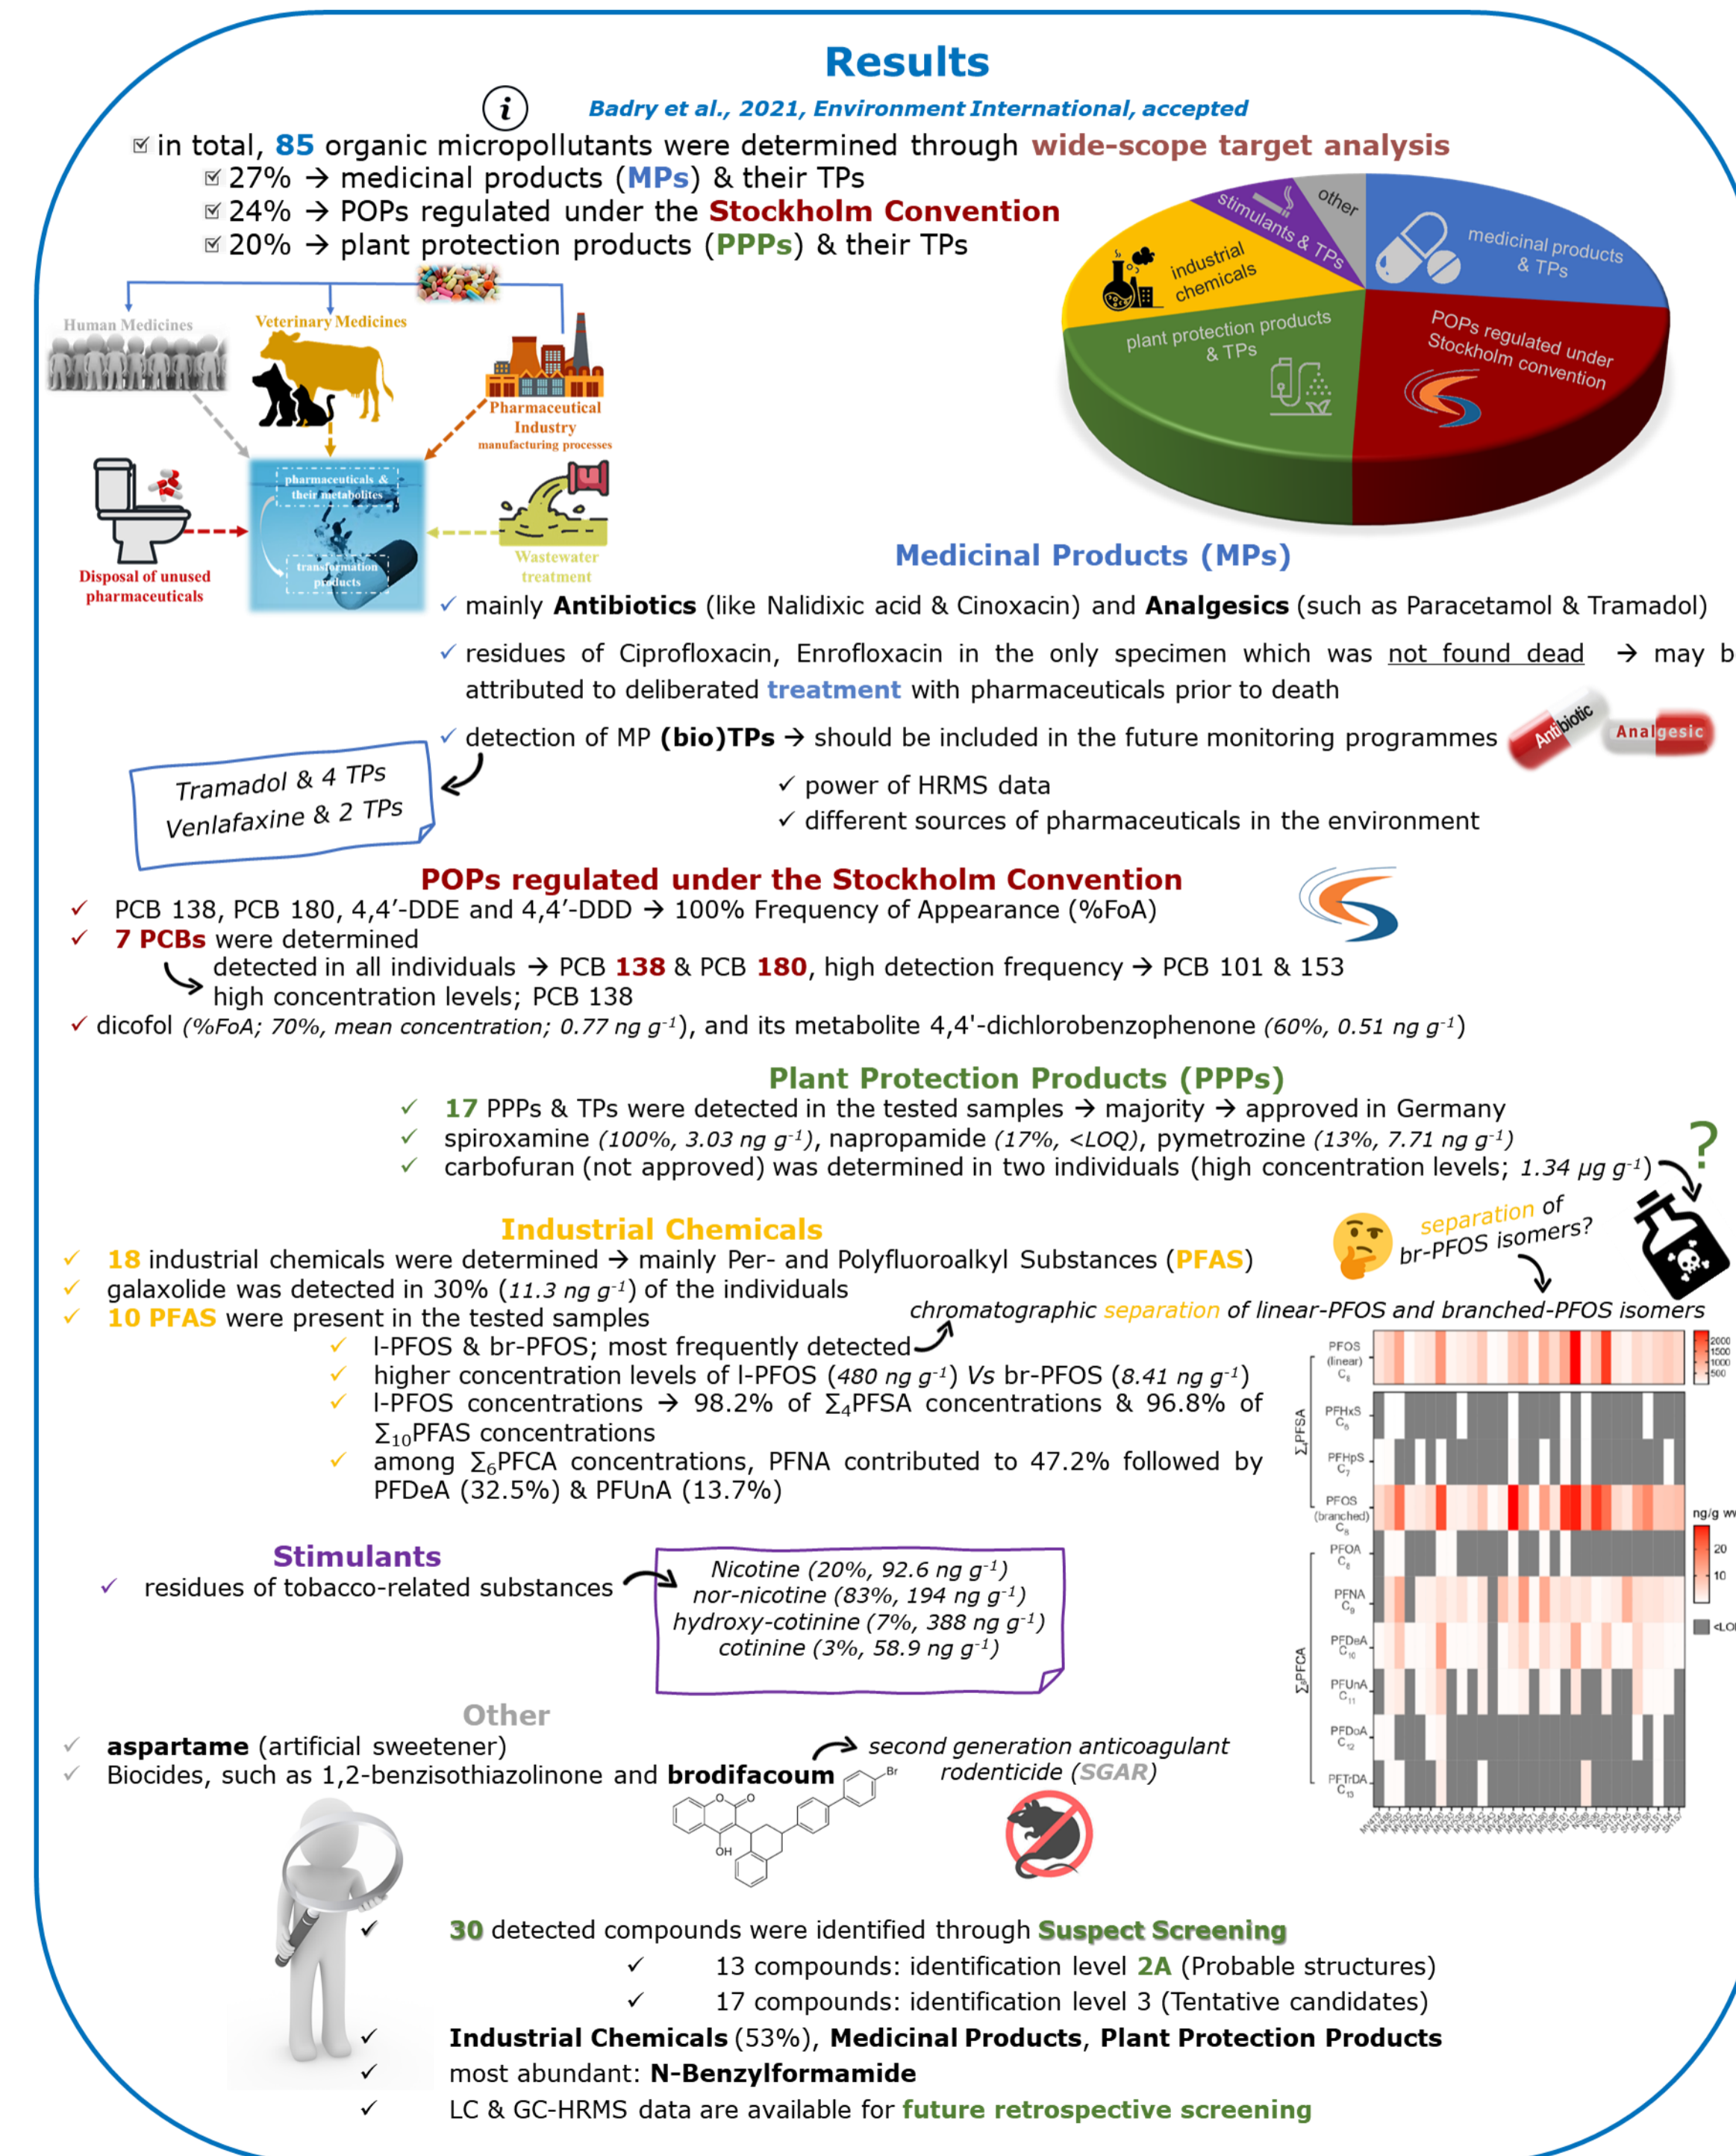 Results
i
Badry et al., 2021, Environment International, accepted
in total, 85 organic micropollutants were determined through wide-scope target analysis
27% → medicinal products (MPs) & their TPs
24% → POPs regulated under the Stockholm Convention
20% → plant protection products (PPPs) & their TPs
other
stimulants & TPs
industrial
chemicals
medicinal products
& TPs
plant protection products
& TPs
POPs regulated under
Stockholm convention
Human Medicines
Veterinary Medicines
Pharmaceutical
Industry
manufacturing processes
pharmaceuticals &
their metabolites
transformation
products
Disposal of unused
pharmaceuticals
Wastewater
treatment
Medicinal Products (MPs)
✓ mainly Antibiotics (like Nalidixic acid & Cinoxacin) and Analgesics (such as Paracetamol & Tramadol)
✓ residues of Ciprofloxacin, Enrofloxacin in the only specimen which was not found dead → may b
attributed to deliberated treatment with pharmaceuticals prior to death
✓ detection of MP (bio)TPs → should be included in the future monitoring programmes
Antibiotic
Analgesic
Tramadol & 4 TPs
Venlafaxine & 2 TPs
✓ power of HRMS data
✓ different sources of pharmaceuticals in the environment
POPs regulated under the Stockholm Convention
✓ PCB 138, PCB 180, 4,4′-DDE and 4,4′-DDD → 100% Frequency of Appearance (%FoA)
✓ 7 PCBs were determined
detected in all individuals → PCB 138 & PCB 180, high detection frequency → PCB 101 & 153
high concentration levels; PCB 138
✓ dicofol (%FoA; 70%, mean concentration; 0.77 ng g⁻¹), and its metabolite 4,4'-dichlorobenzophenone (60%, 0.51 ng g⁻¹)
Plant Protection Products (PPPs)
✓ 17 PPPs & TPs were detected in the tested samples → majority → approved in Germany
✓ spiroxamine (100%, 3.03 ng g⁻¹), napropamide (17%, <LOQ), pymetrozine (13%, 7.71 ng g⁻¹)
✓ carbofuran (not approved) was determined in two individuals (high concentration levels; 1.34 μg g⁻¹)
?
Industrial Chemicals
✓ 18 industrial chemicals were determined → mainly Per- and Polyfluoroalkyl Substances (PFAS)
✓ galaxolide was detected in 30% (11.3 ng g⁻¹) of the individuals
✓ 10 PFAS were present in the tested samples
separation of
br-PFOS isomers?
chromatographic separation of linear-PFOS and branched-PFOS isomers
✓ l-PFOS & br-PFOS; most frequently detected
✓ higher concentration levels of l-PFOS (480 ng g⁻¹) Vs br-PFOS (8.41 ng g⁻¹)
✓ l-PFOS concentrations → 98.2% of Σ₄PFSA concentrations & 96.8% of
Σ₁₀PFAS concentrations
✓ among Σ₆PFCA concentrations, PFNA contributed to 47.2% followed by
PFDeA (32.5%) & PFUnA (13.7%)
PFOS
(linear)
C₈
2000
1500
1000
500
Σ₄PFSA
PFHxS
C₆
PFHpS
C₇
PFOS
(branched)
C₈
ng/g w
20
10
<LO
Σ₆PFCA
PFOA
C₈
PFNA
C₉
PFDeA
C₁₀
PFUnA
C₁₁
PFDoA
C₁₂
PFTrDA
C₁₃
Stimulants
✓ residues of tobacco-related substances
Nicotine (20%, 92.6 ng g⁻¹)
nor-nicotine (83%, 194 ng g⁻¹)
hydroxy-cotinine (7%, 388 ng g⁻¹)
cotinine (3%, 58.9 ng g⁻¹)
Other
✓ aspartame (artificial sweetener)
✓ Biocides, such as 1,2-benzisothiazolinone and brodifacoum
second generation anticoagulant
rodenticide (SGAR)
Br
O
O
OH
✓ 30 detected compounds were identified through Suspect Screening
✓ 13 compounds: identification level 2A (Probable structures)
✓ 17 compounds: identification level 3 (Tentative candidates)
✓ Industrial Chemicals (53%), Medicinal Products, Plant Protection Products
✓ most abundant: N-Benzylformamide
✓ LC & GC-HRMS data are available for future retrospective screening